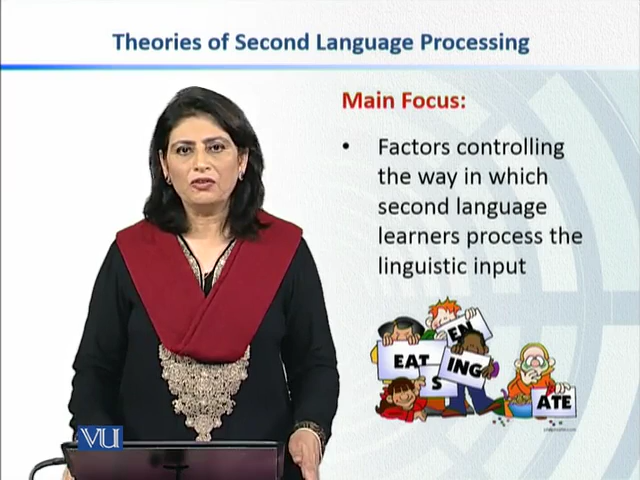 Theories of Second Language Processing
Main Focus:
• Factors controlling
the way in which
second language
learners process the
linguistic input
EN
EAT
S
ING
ATE
VU